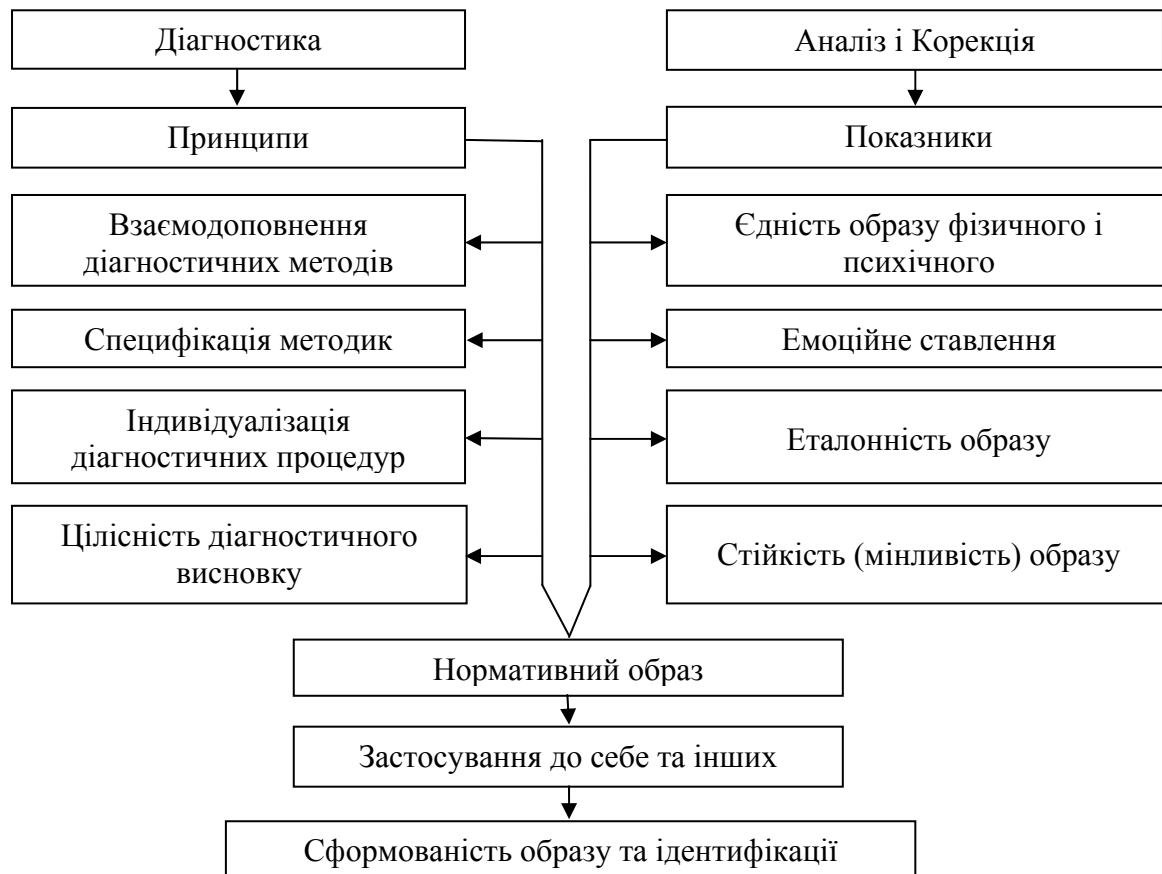 Діагностика
Аналіз і Корекція
Принципи
Показники
Взаємодоповнення
діагностичних методів
Єдність образу фізичного і
психічного
Специфікація методик
Емоційне ставлення
Індивідуалізація
діагностичних процедур
Еталонність образу
Цілісність діагностичного
висновку
Стійкість (мінливість) образу
Нормативний образ
Застосування до себе та інших
Сформованість образу та ідентифікації